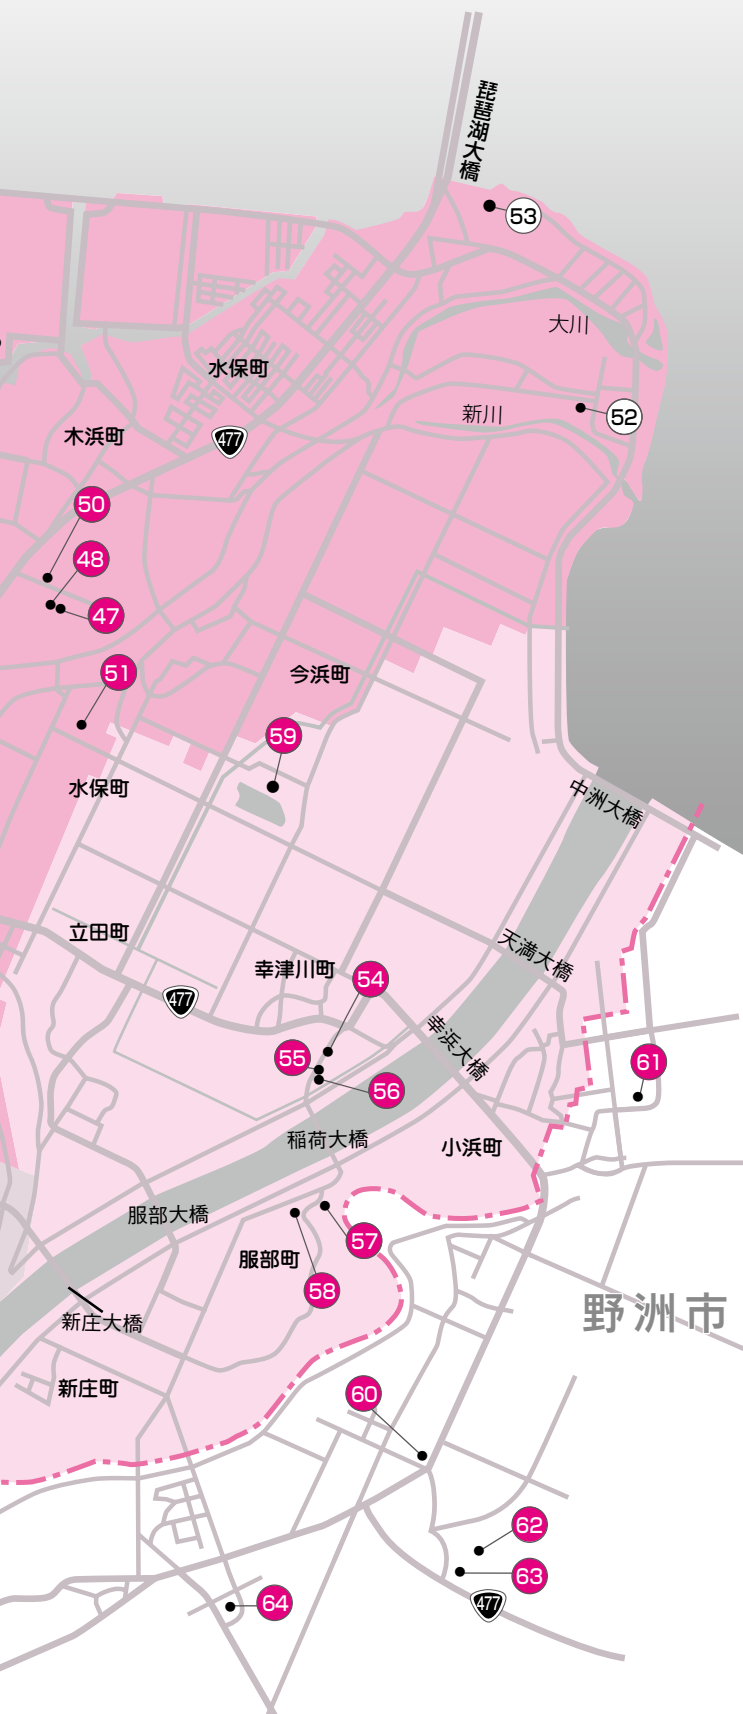 琵琶湖大橋
53
大川
水保町
新川
52
木浜町
477
50
48
47
51
今浜町
59
水保町
中洲大橋
立田町
天満大橋
幸津川町
54
477
幸浜大橋
55
61
56
稲荷大橋
小浜町
服部大橋
57
服部町
58
野洲市
新庄大橋
新庄町
60
62
63
477
64